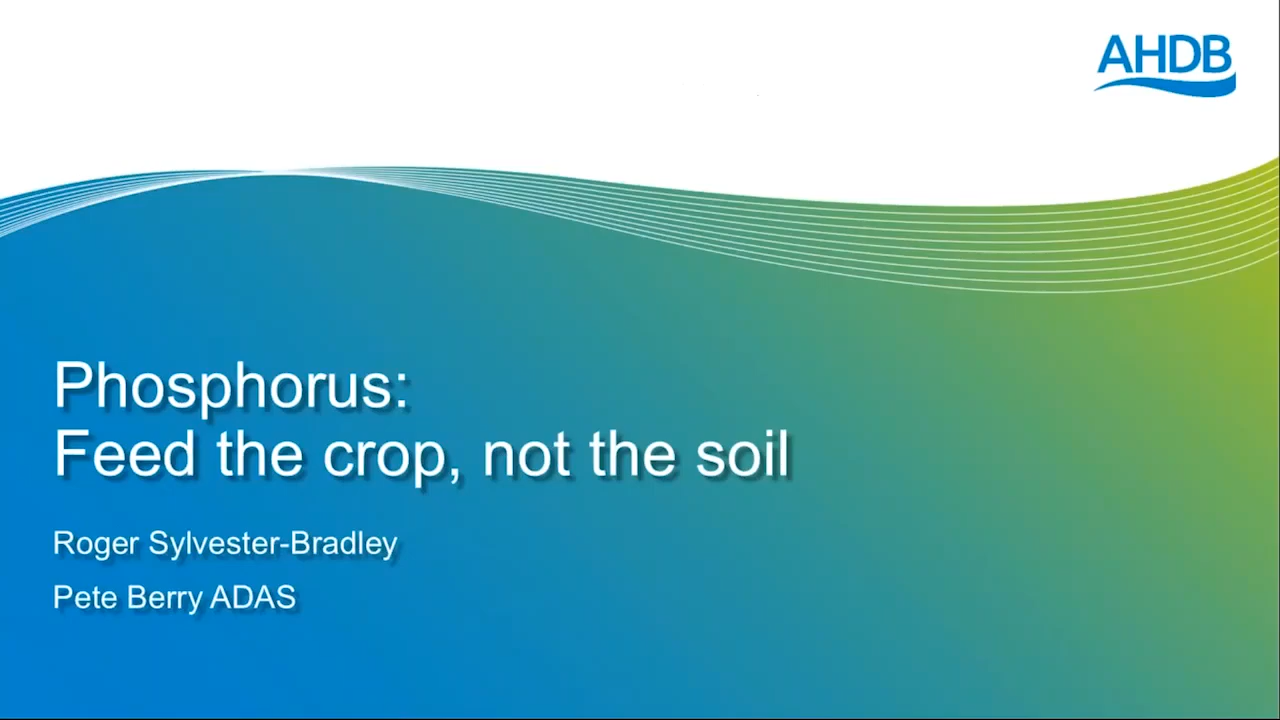 AHDB
Phosphorus:
Feed the crop, not the soil
Roger Sylvester-Bradley
Pete Berry ADAS